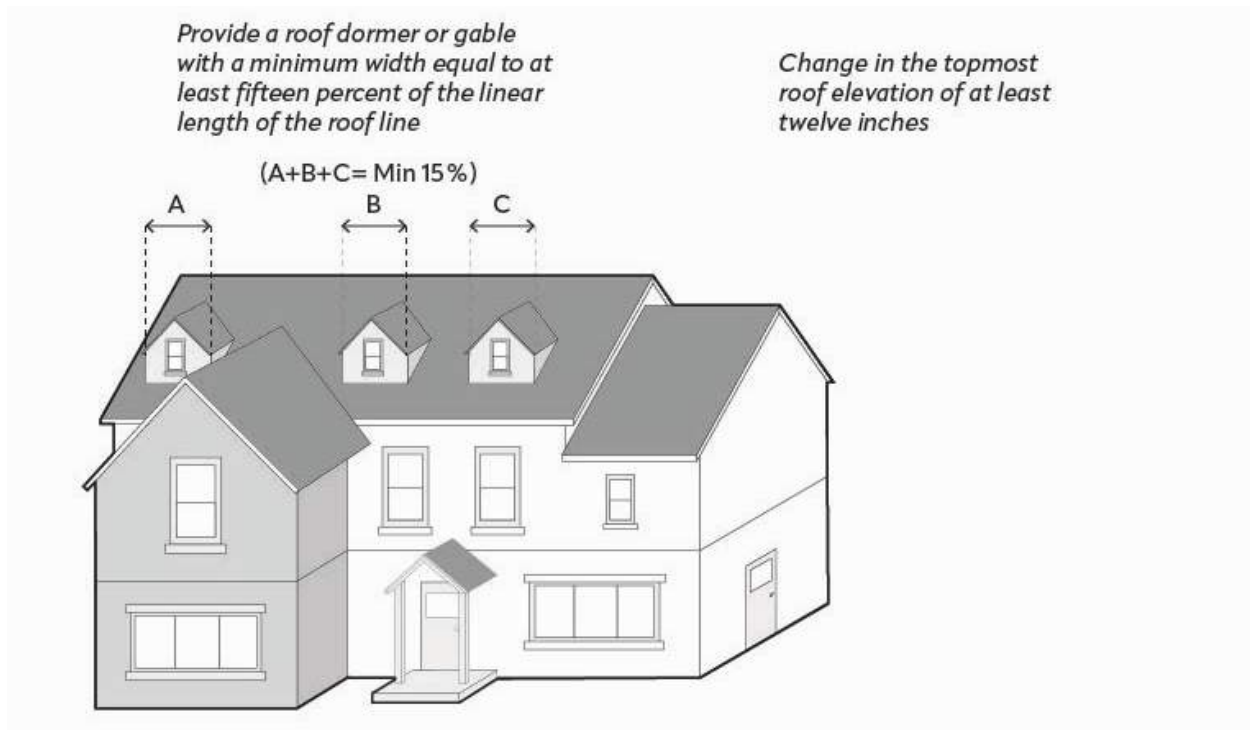 Provide a roof dormer or gable
with a minimum width equal to at
least fifteen percent of the linear
length of the roof line
(A+B+C= Min 15%)
A
B
C
Change in the topmost
roof elevation of at least
twelve inches